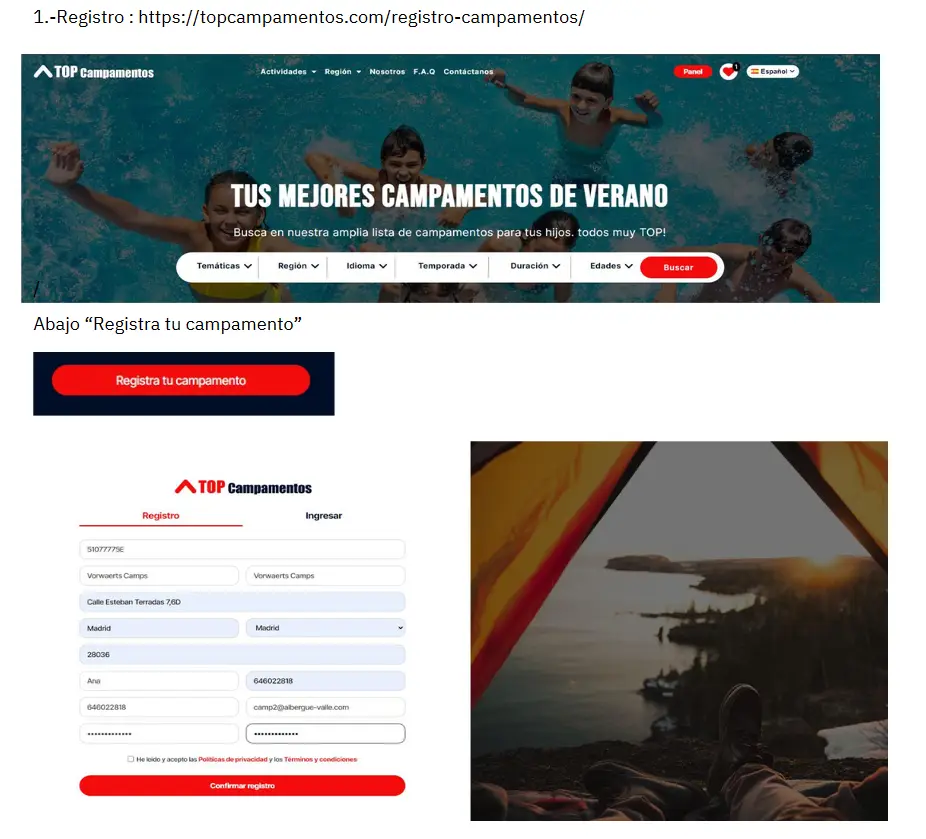 1.-Registro : https://topcampamentos.com/registro-campamentos/
TOP Campamentos
Actividades Región Nosotros F.A.Q Contáctanos
Panel 1 Español
TUS MEJORES CAMPAMENTOS DE VERANO
Busca en nuestra amplia lista de campamentos para tus hijos. todos muy TOP!
Temáticas Región Idioma Temporada Duración Edades Buscar
/
Abajo “Registra tu campamento”
Registra tu campamento
TOP Campamentos
Registro Ingresar
51077775E
Vorwaerts Camps Vorwaerts Camps
Calle Esteban Terradas 7,6D
Madrid Madrid
28036
Ana 646022818
646022818 camp2@albergue-valle.com
He leído y acepto las Políticas de privacidad y los Términos y condiciones
Confirmar registro